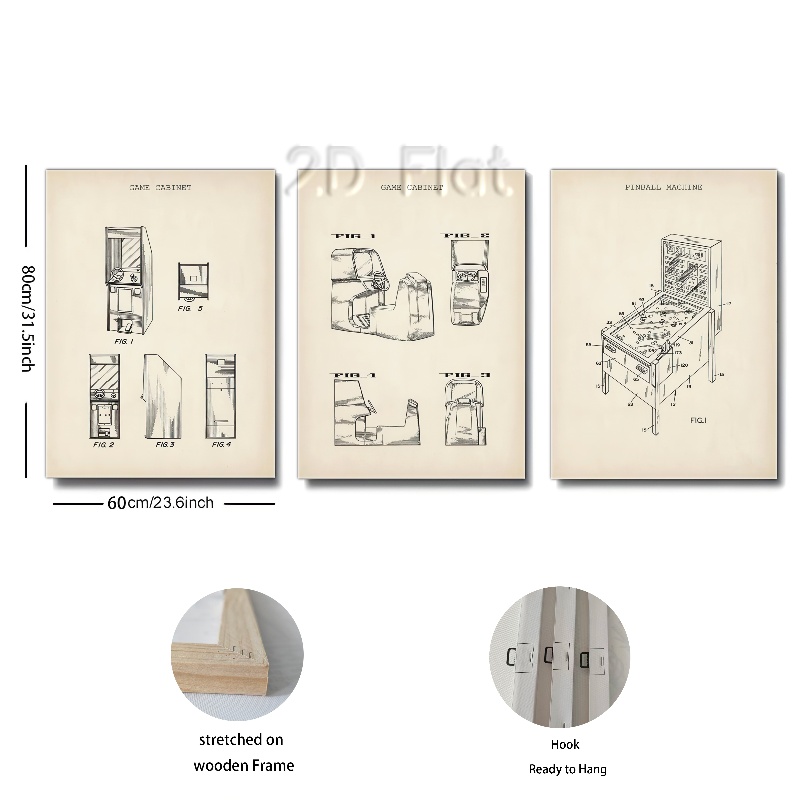 2D Flat
GAME CABINET
GAME CABINET
PINBALL MACHINE
80cm/31.5inch
60cm/23.6inch
FIG. 1
FIG. 5
FIG. 2
FIG. 3
FIG. 4
FIG 1
FIG 2
FIG 4
FIG 3
FIG.1
stretched on
wooden Frame
Hook
Ready to Hang